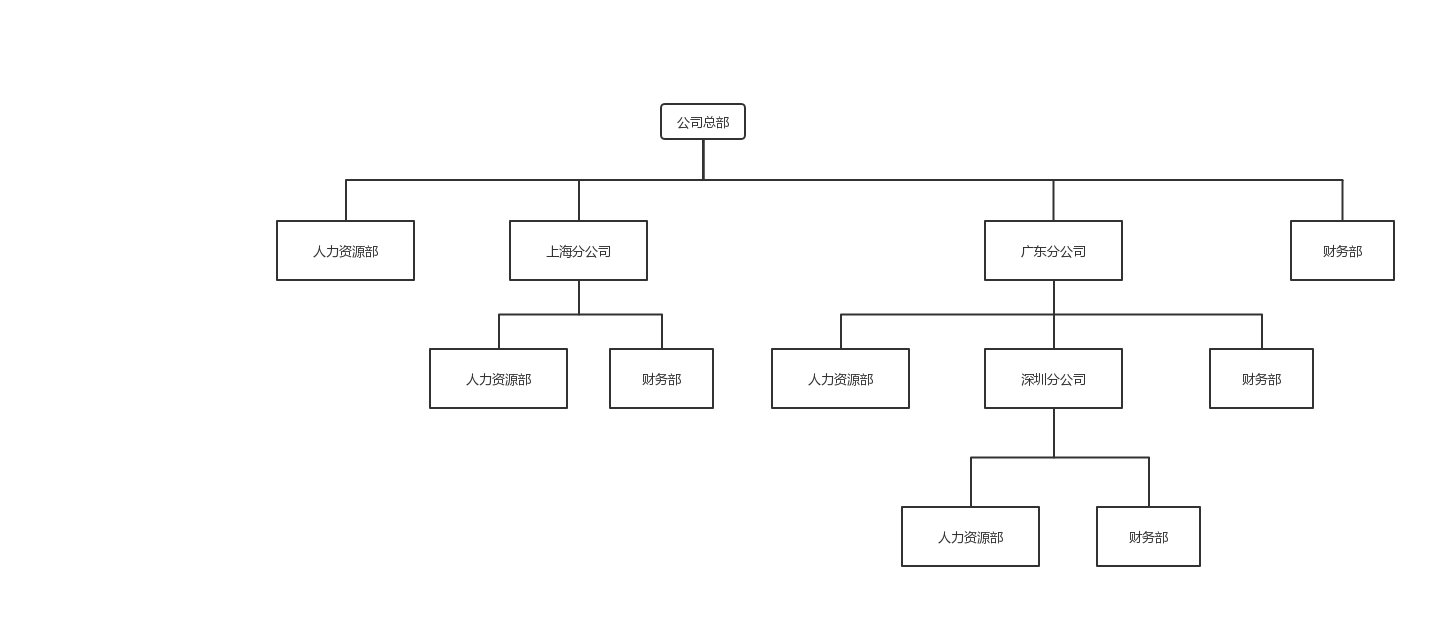 公司总部
人力资源部
上海分公司
广东分公司
财务部
人力资源部
财务部
人力资源部
深圳分公司
财务部
人力资源部
财务部